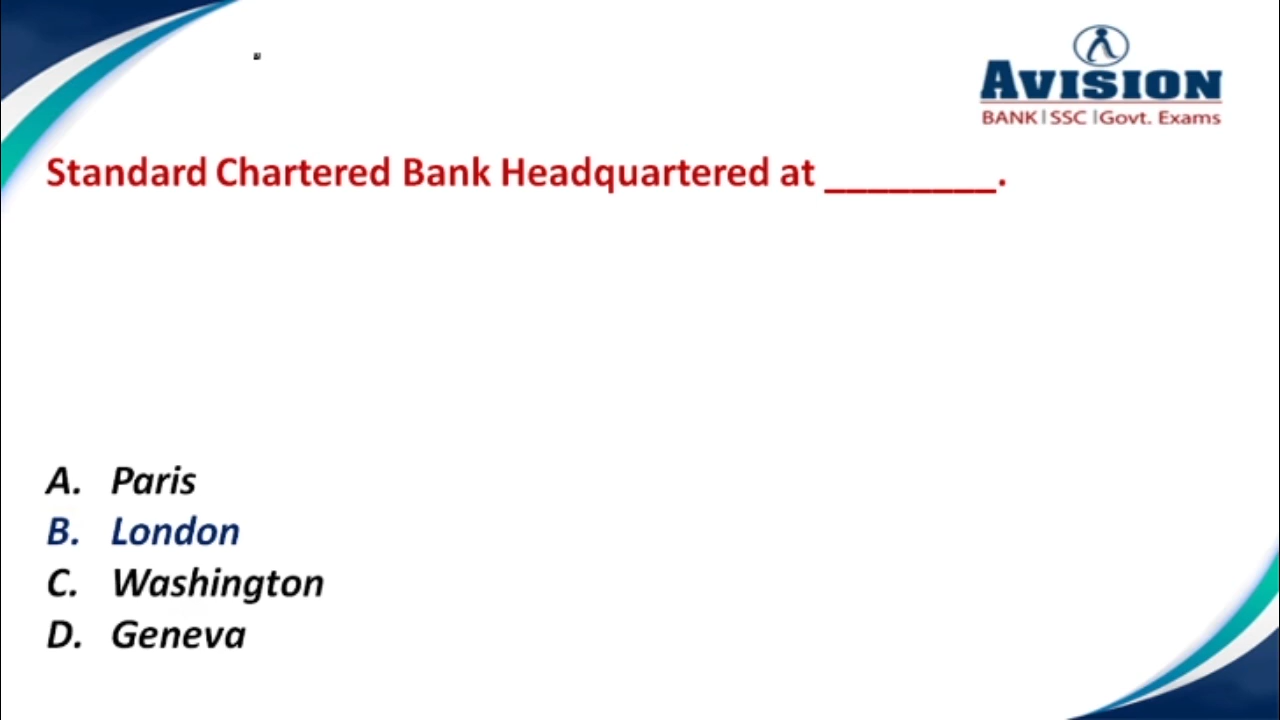 AVISION
BANK | SSC | Govt. Exams
Standard Chartered Bank Headquartered at ________.
A. Paris
B. London
C. Washington
D. Geneva